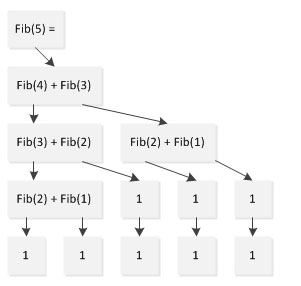 Fib(5) =
Fib(4) + Fib(3)
Fib(3) + Fib(2) Fib(2) + Fib(1)
Fib(2) + Fib(1) 1 1 1
1 1 1 1 1